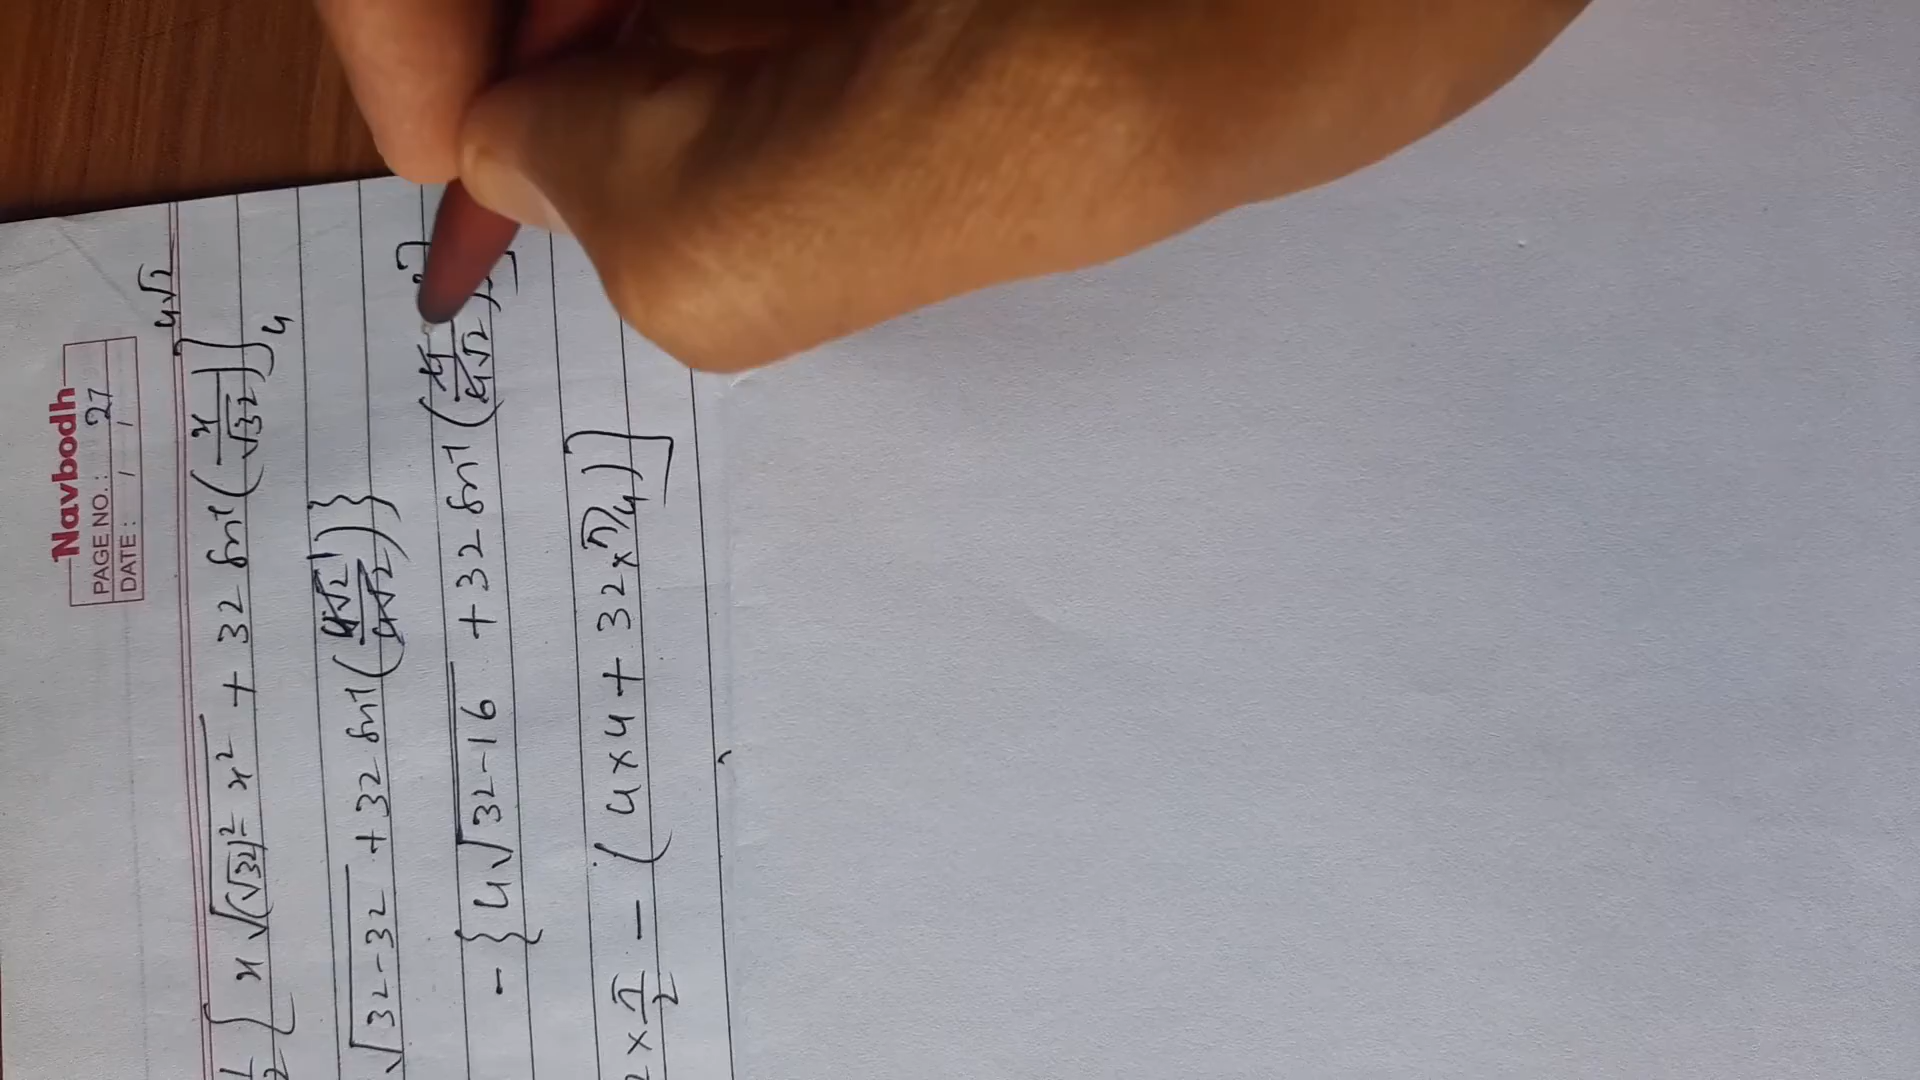 Navbodh
PAGE NO.: 27
DATE: / /
1/2 { x √((√32)² - x²) + 32 sin⁻¹ (x/√32) ]₄^{4√2}
√32-32 + 32 sin⁻¹ (4√2/4√2) }
- { 4√32-16 + 32 sin⁻¹ (4/4√2)
2 × π/2 - (4×4 + 32 × π/4) ]